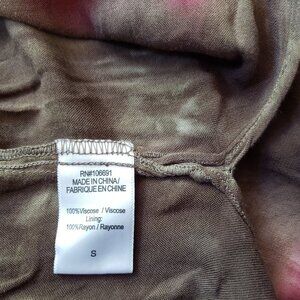 RN#106691
MADE IN CHINA/
FABRIQUE EN CHINE
100%Viscose / Viscose
Lining:
100%Rayon / Rayonne
S